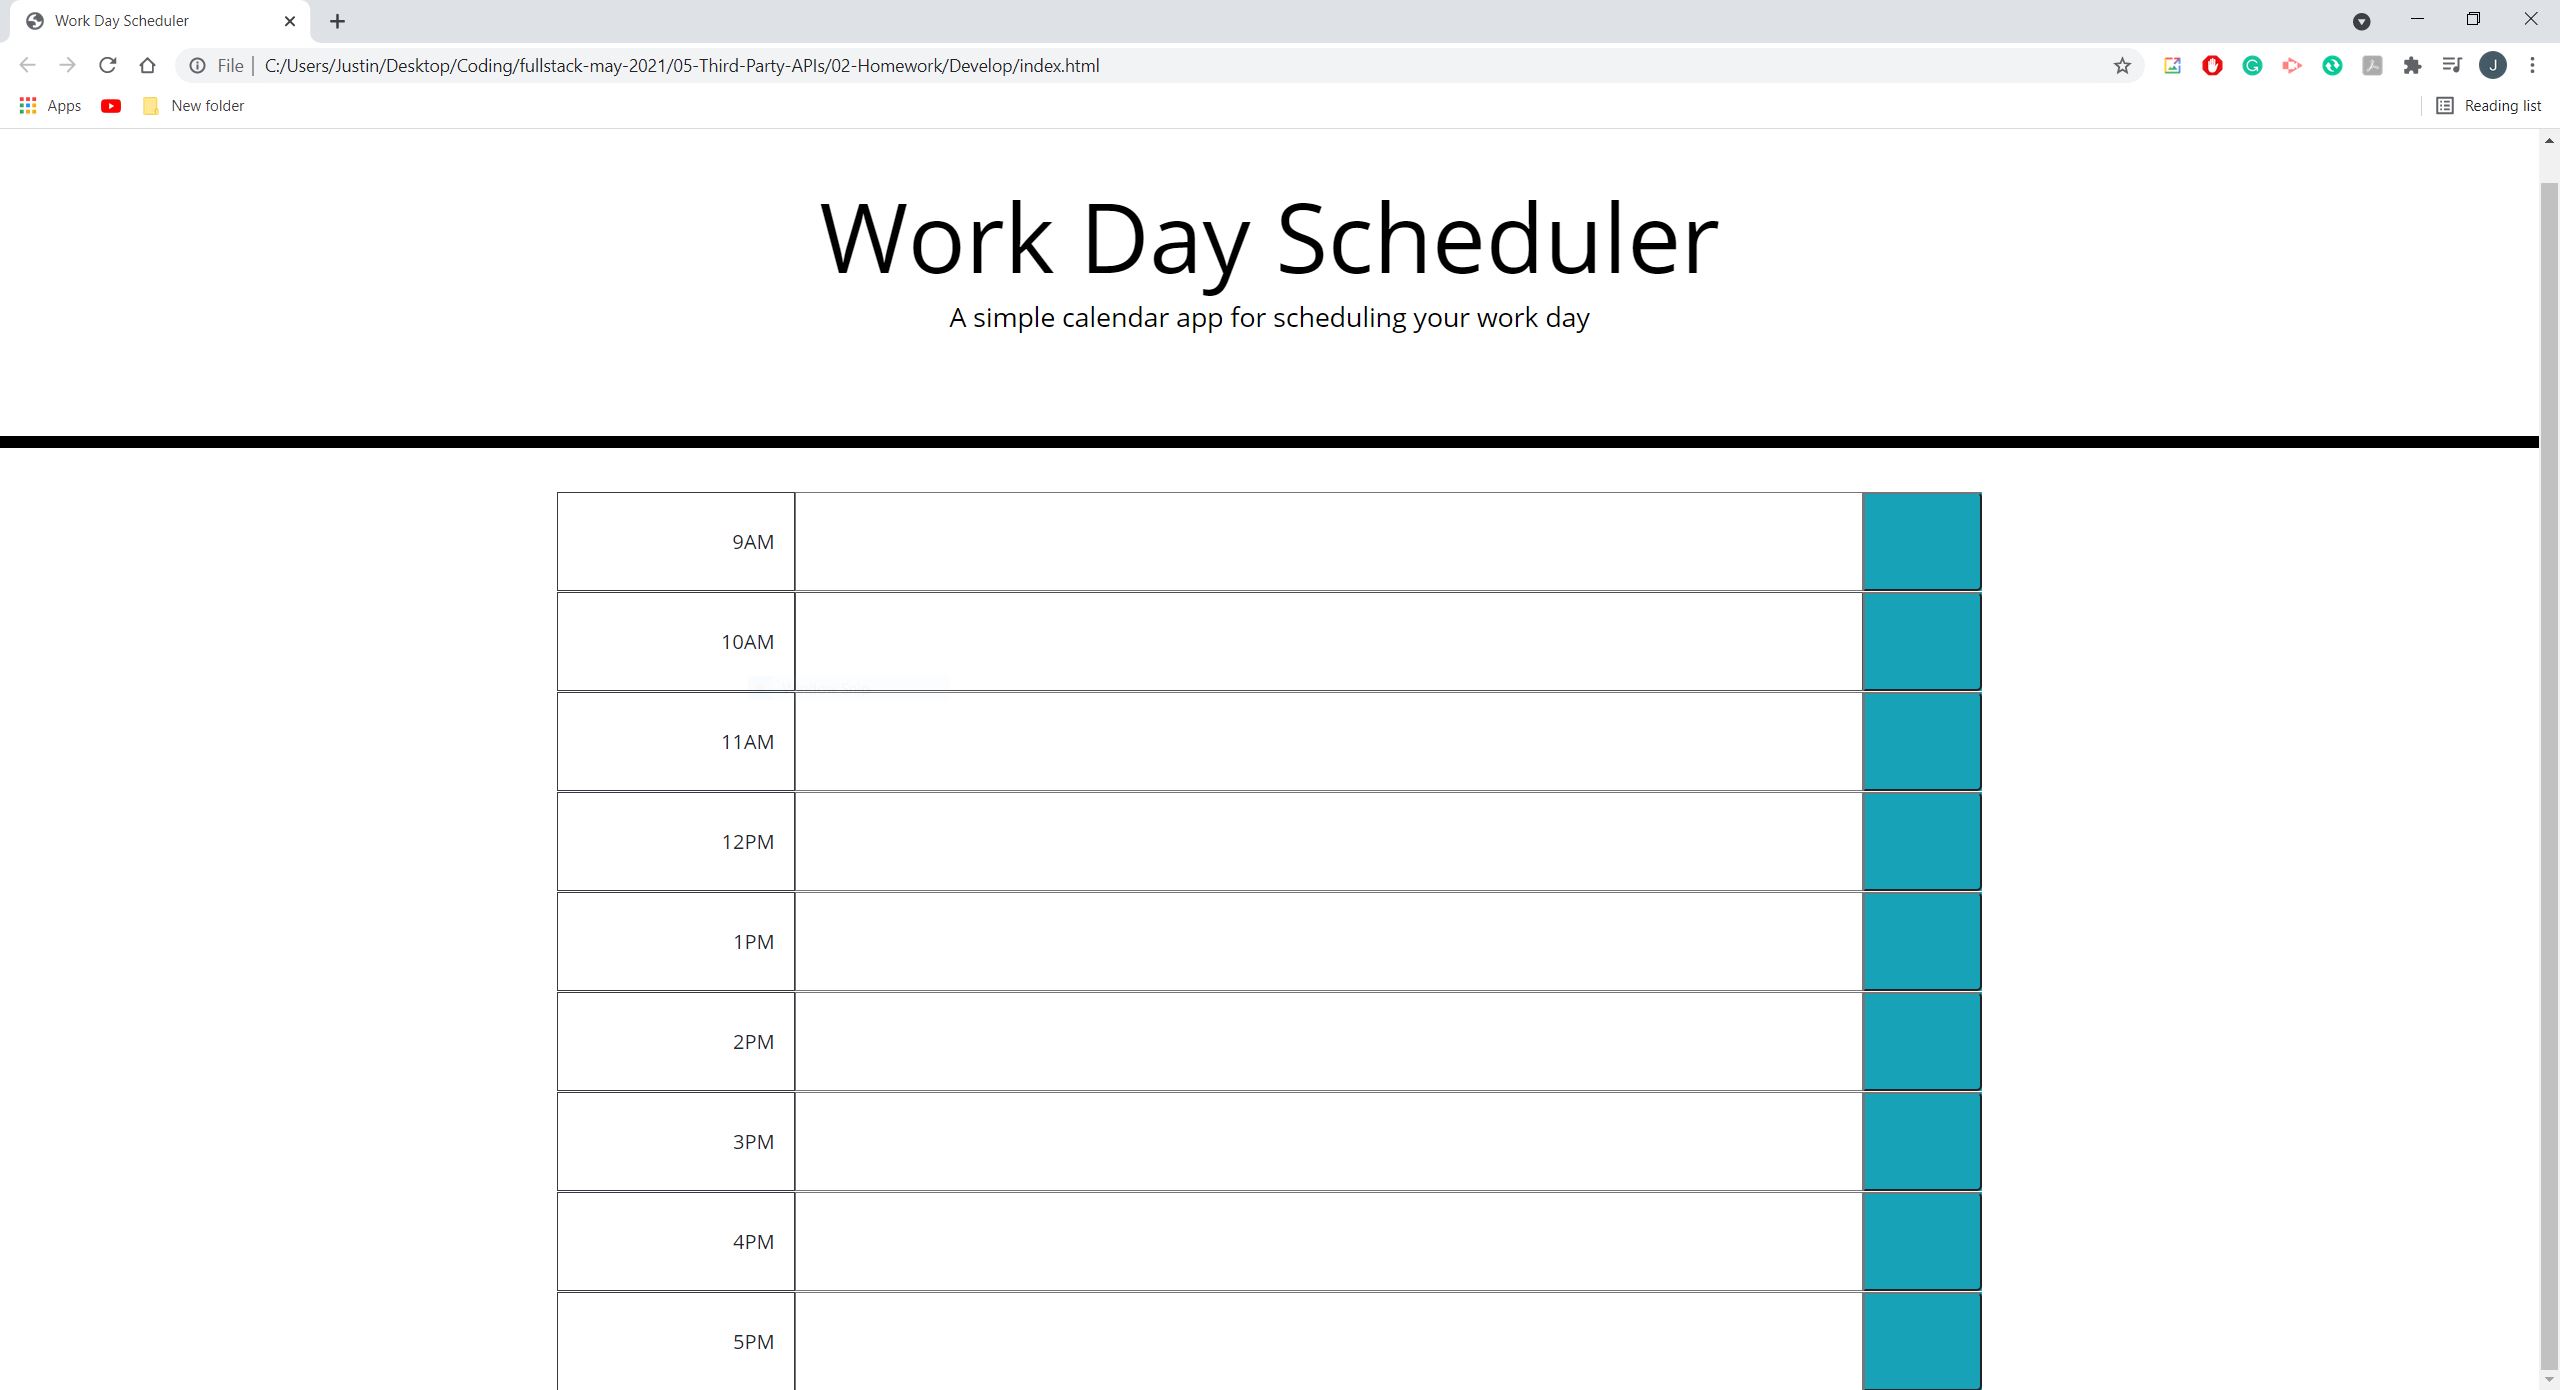 Work Day Scheduler
File | C:/Users/Justin/Desktop/Coding/fullstack-may-2021/05-Third-Party-APIs/02-Homework/Develop/index.html
J
Apps
New folder
Reading list
Work Day Scheduler
A simple calendar app for scheduling your work day
9AM
10AM
11AM
12PM
1PM
2PM
3PM
4PM
5PM